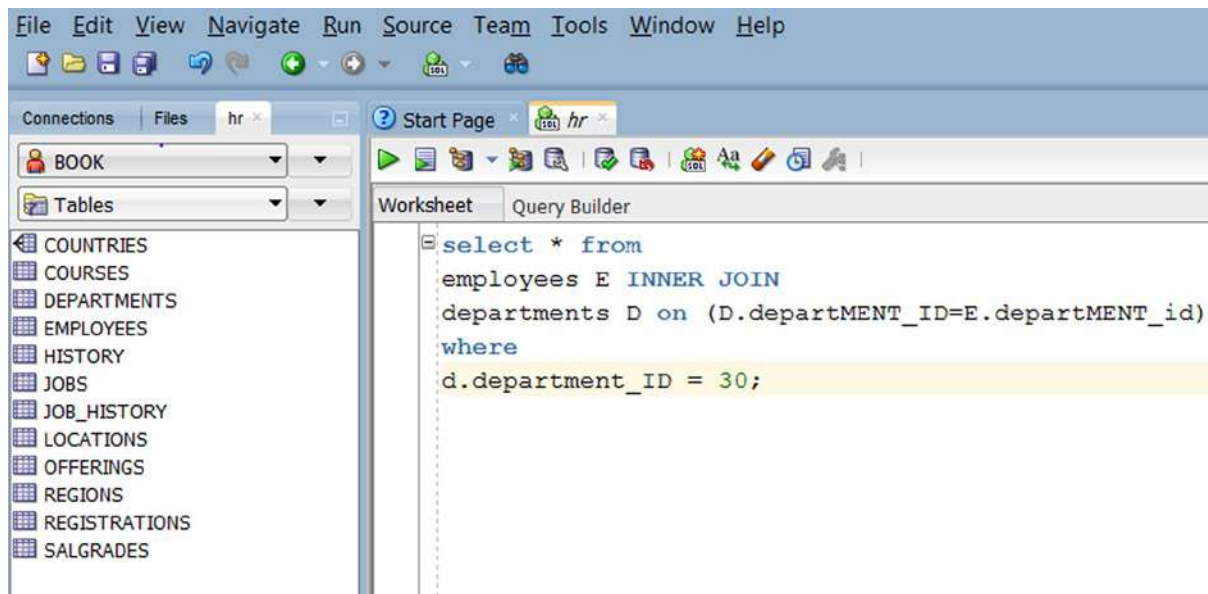 File Edit View Navigate Run Source Team Tools Window Help
Connections Files hr
Start Page hr
BOOK
Tables
Worksheet Query Builder
COUNTRIES
COURSES
DEPARTMENTS
EMPLOYEES
HISTORY
JOBS
JOB_HISTORY
LOCATIONS
OFFERINGS
REGIONS
REGISTRATIONS
SALGRADES
select * from
employees E INNER JOIN
departments D on (D.departMENT_ID=E.departMENT_id)
where
d.department_ID = 30;